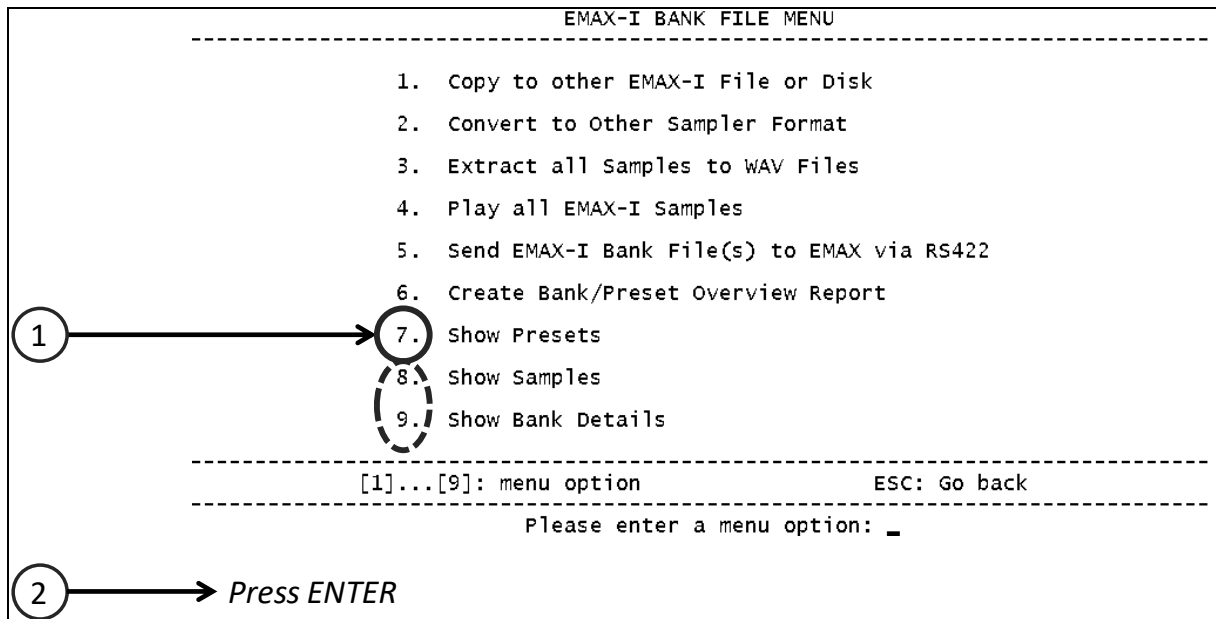 EMAX-I BANK FILE MENU
--------------------------------------------------------------------------------
1. Copy to other EMAX-I File or Disk
2. Convert to Other Sampler Format
3. Extract all Samples to WAV Files
4. Play all EMAX-I Samples
5. Send EMAX-I Bank File(s) to EMAX via RS422
6. Create Bank/Preset Overview Report
1 7. Show Presets
8. Show Samples
9. Show Bank Details
--------------------------------------------------------------------------------
[1]...[9]: menu option ESC: Go back
--------------------------------------------------------------------------------
Please enter a menu option: _
2 Press ENTER